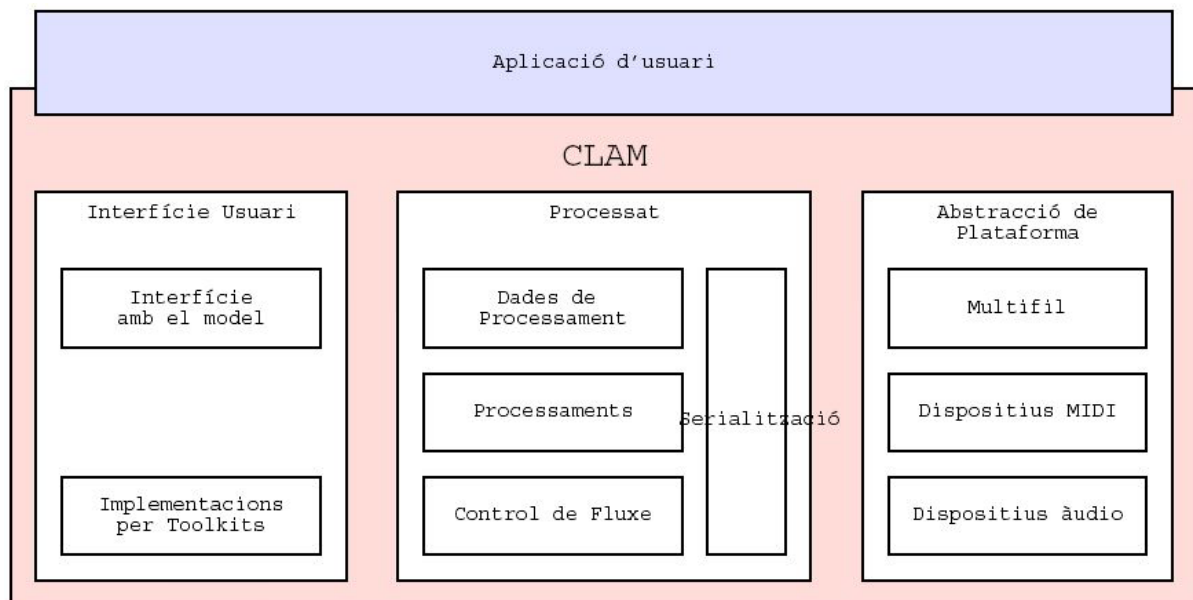 Aplicació d'usuari
CLAM
Interfície Usuari
Interfície
amb el model
Implementacions
per Toolkits
Processat
Dades de
Processament
Processaments
Control de Fluxe
Serialització
Abstracció de
Plataforma
Multifil
Dispositius MIDI
Dispositius àudio